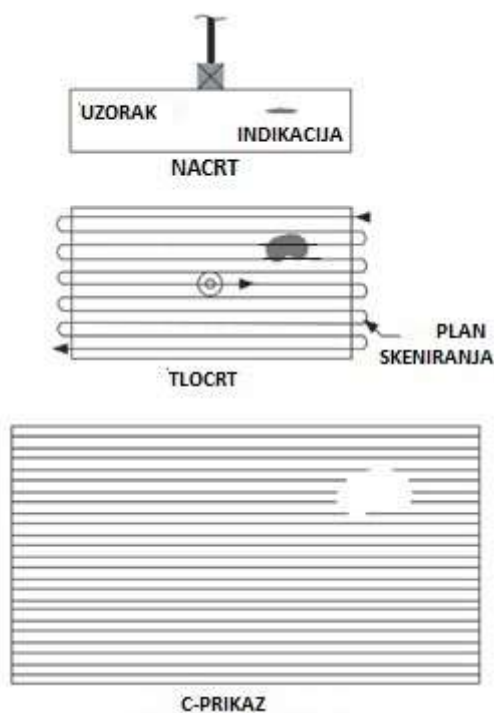 UZORAK
INDIKACIJA
NACRT
PLAN
SKENIRANJA
TLOCRT
C-PRIKAZ